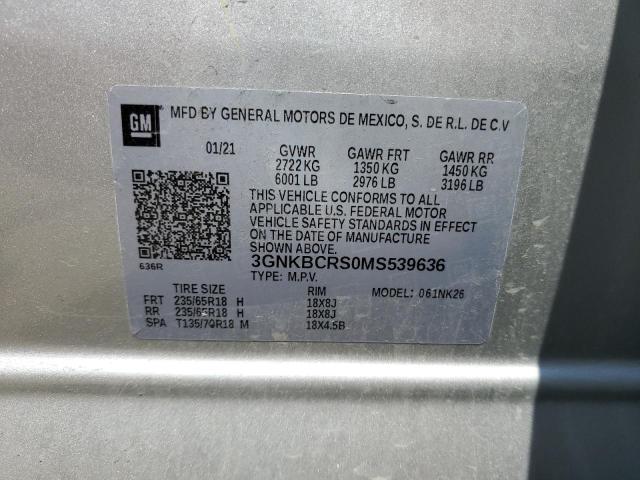 GM MFD BY GENERAL MOTORS DE MEXICO, S. DE R.L. DE C.V
01/21 GVWR GAWR FRT GAWR RR
2722 KG 1350 KG 1450 KG
6001 LB 2976 LB 3196 LB
THIS VEHICLE CONFORMS TO ALL
APPLICABLE U.S. FEDERAL MOTOR
VEHICLE SAFETY STANDARDS IN EFFECT
ON THE DATE OF MANUFACTURE
SHOWN ABOVE.
636R 3GNKBCRS0MS539636
TYPE: M.P.V.
TIRE SIZE RIM MODEL: 061NK26
FRT 235/65R18 H 18X8J
RR 235/65R18 H 18X8J
SPA T135/70R18 M 18X4.5B